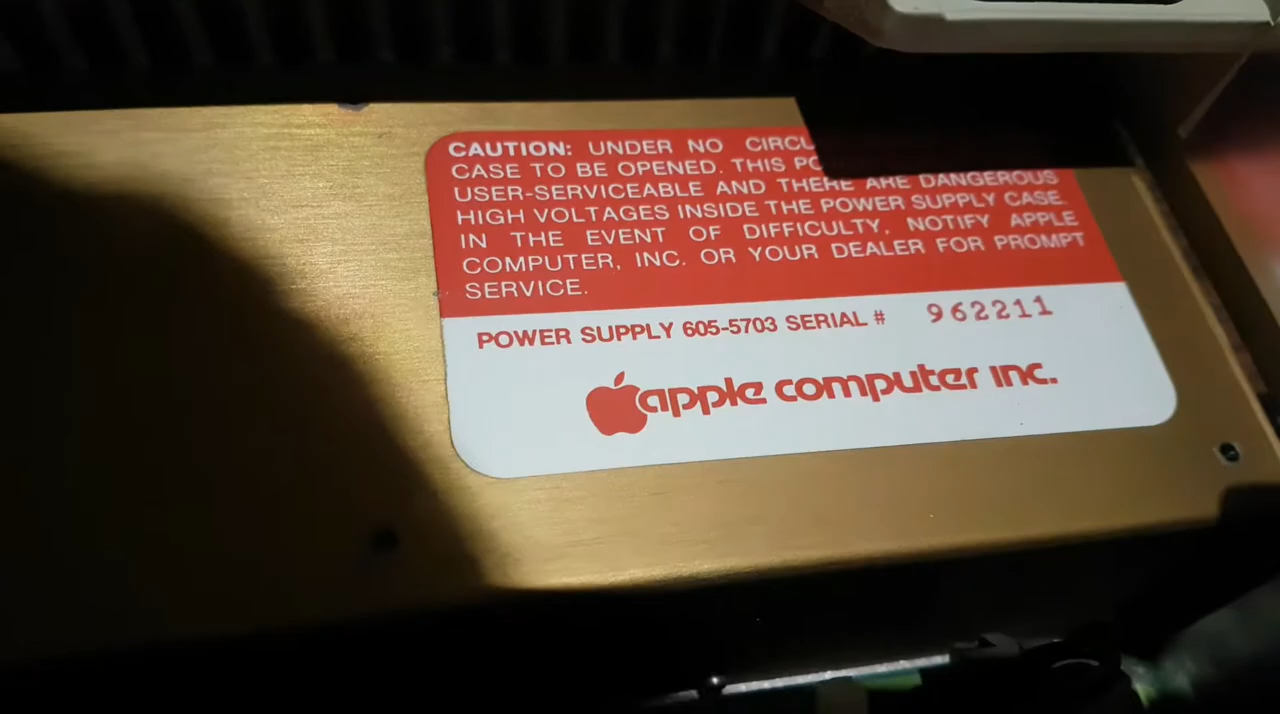 CAUTION: UNDER NO
CASE TO BE OPENED. THIS
USER-SERVICEABLE AND THERE ARE DANGEROUS
HIGH VOLTAGES INSIDE THE POWER SUPPLY CASE.
IN THE EVENT OF DIFFICULTY, NOTIFY APPLE
COMPUTER, INC. OR YOUR DEALER FOR PROMPT
SERVICE.
POWER SUPPLY 605-5703 SERIAL # 962211
apple computer inc.